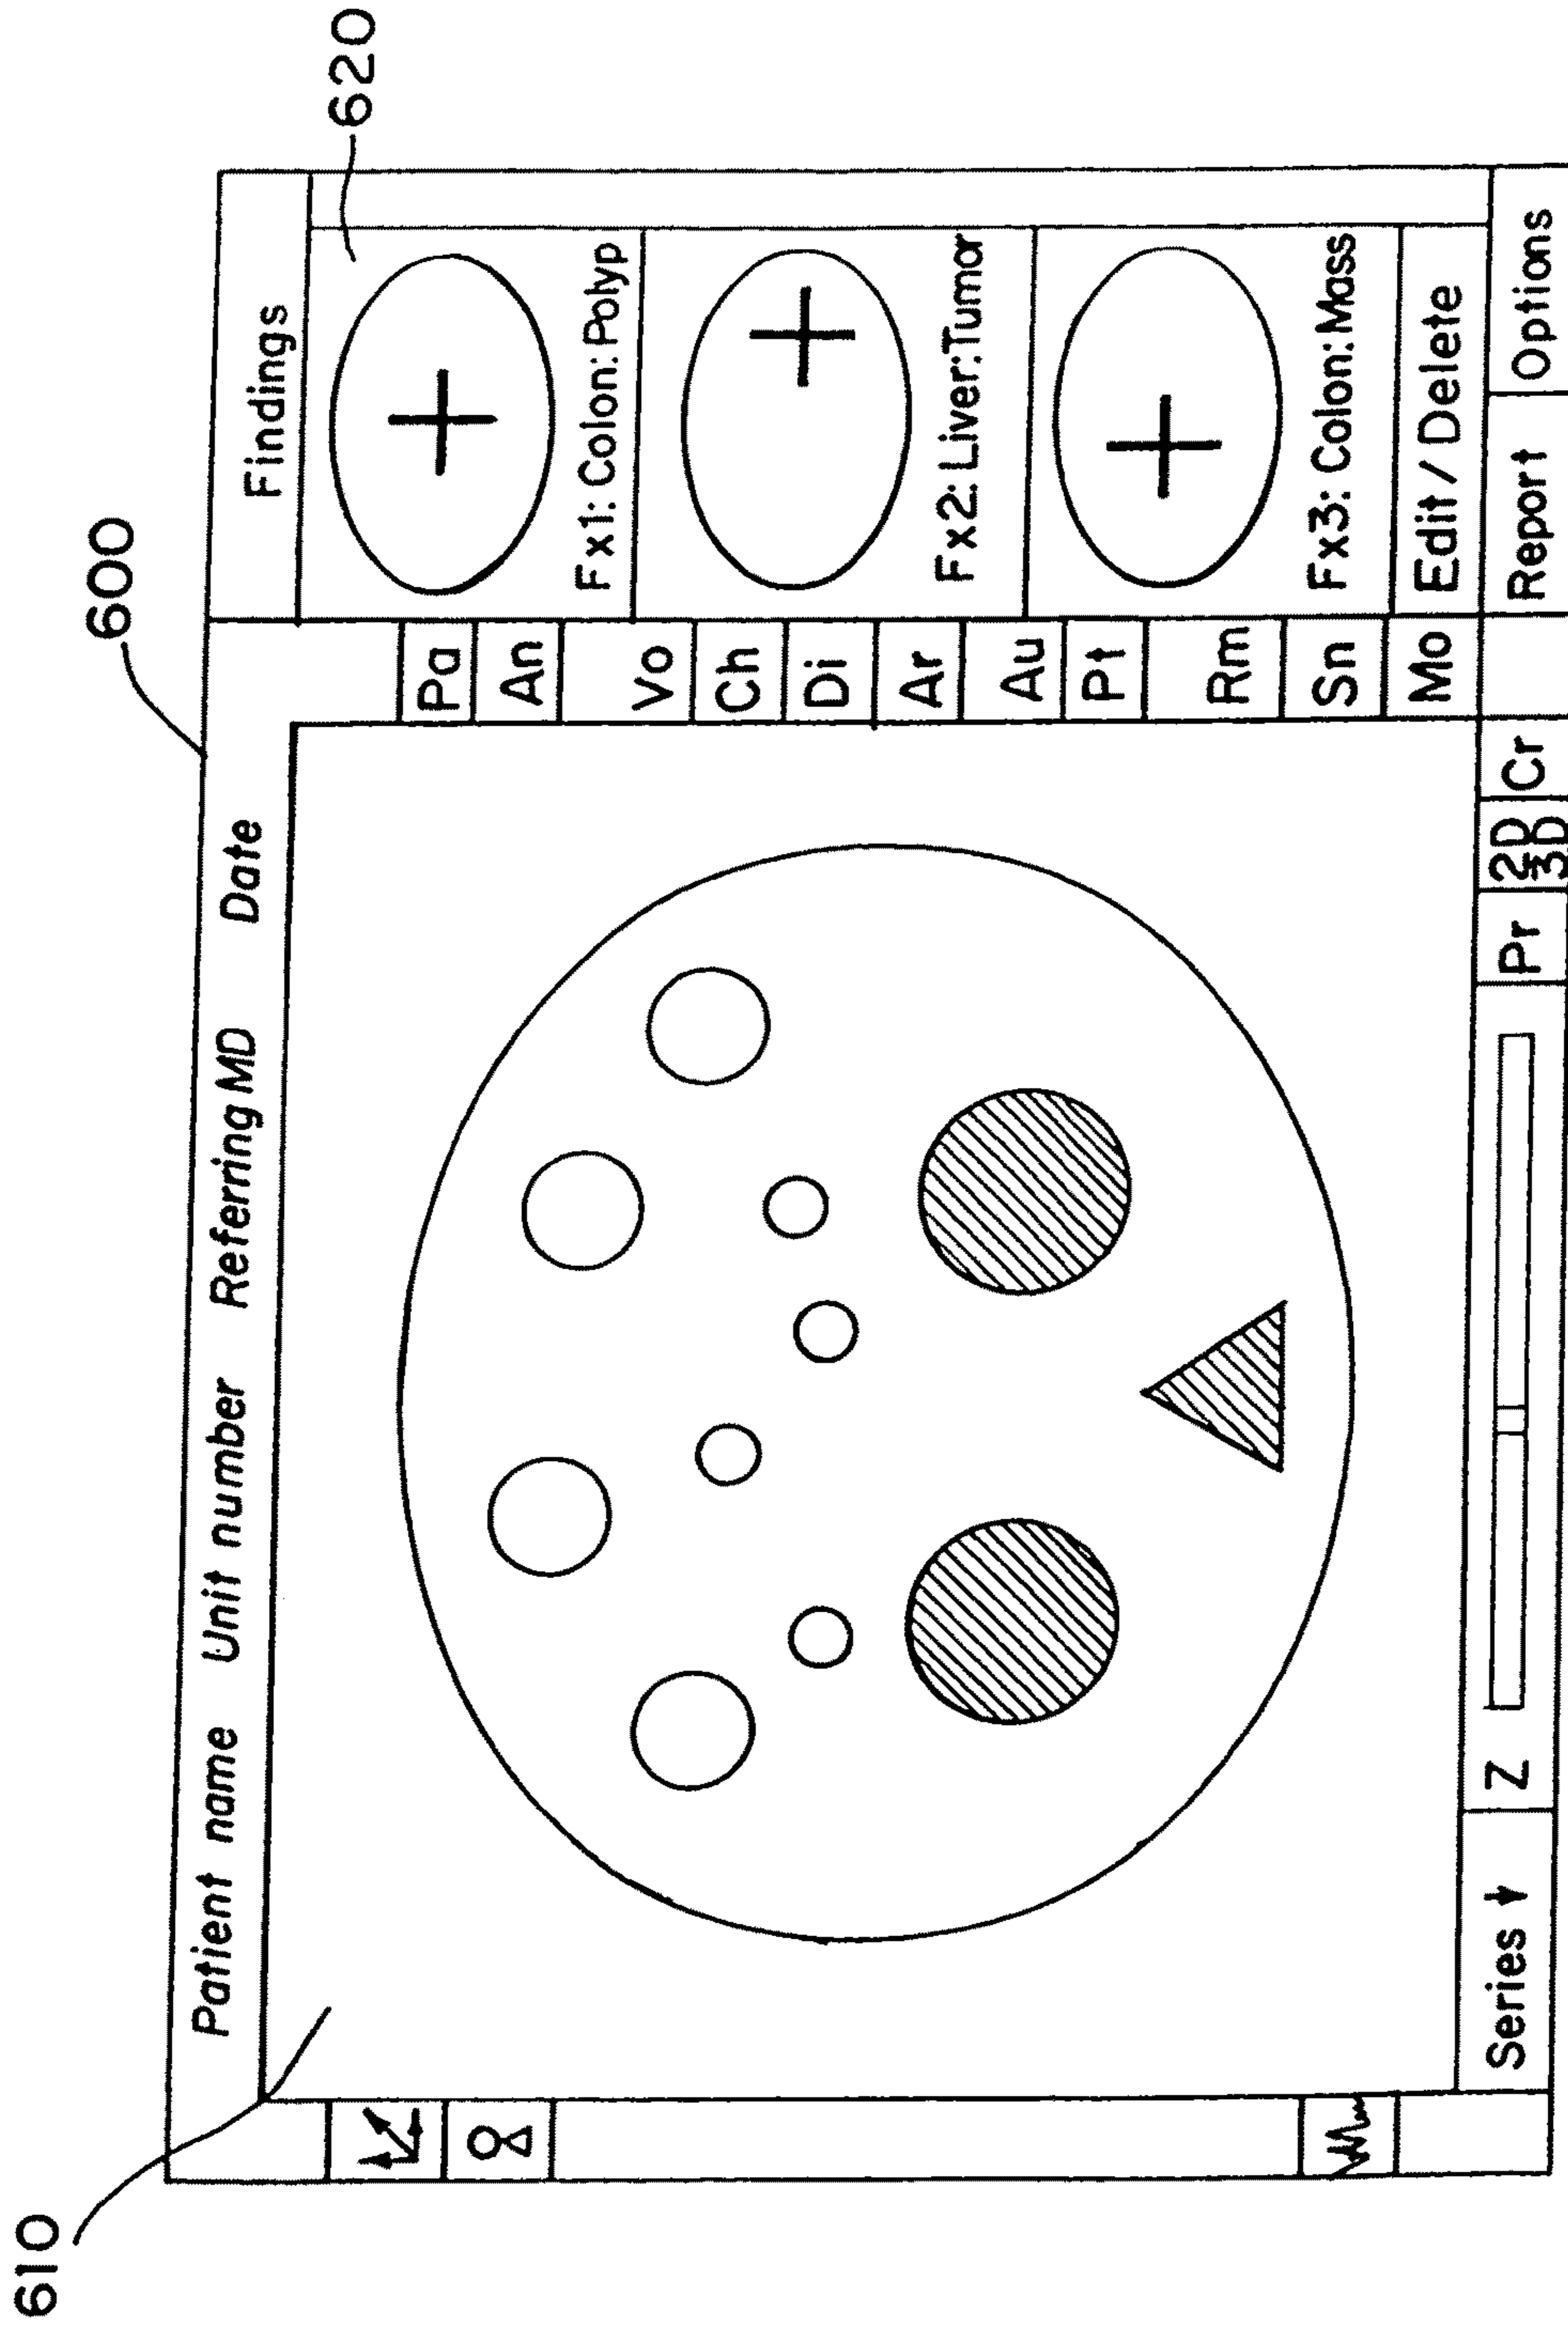 600
610
620
Patient name Unit number Referring MD Date
Findings
Pa
An
Vo
Ch
Di
Ar
Au
Pt
Rm
Sn
Mo
Fx1: Colon: Polyp
Fx2: Liver: Tumor
Fx3: Colon: Mass
Edit / Delete
Series Z Pr 2D Cr Report Options
3D